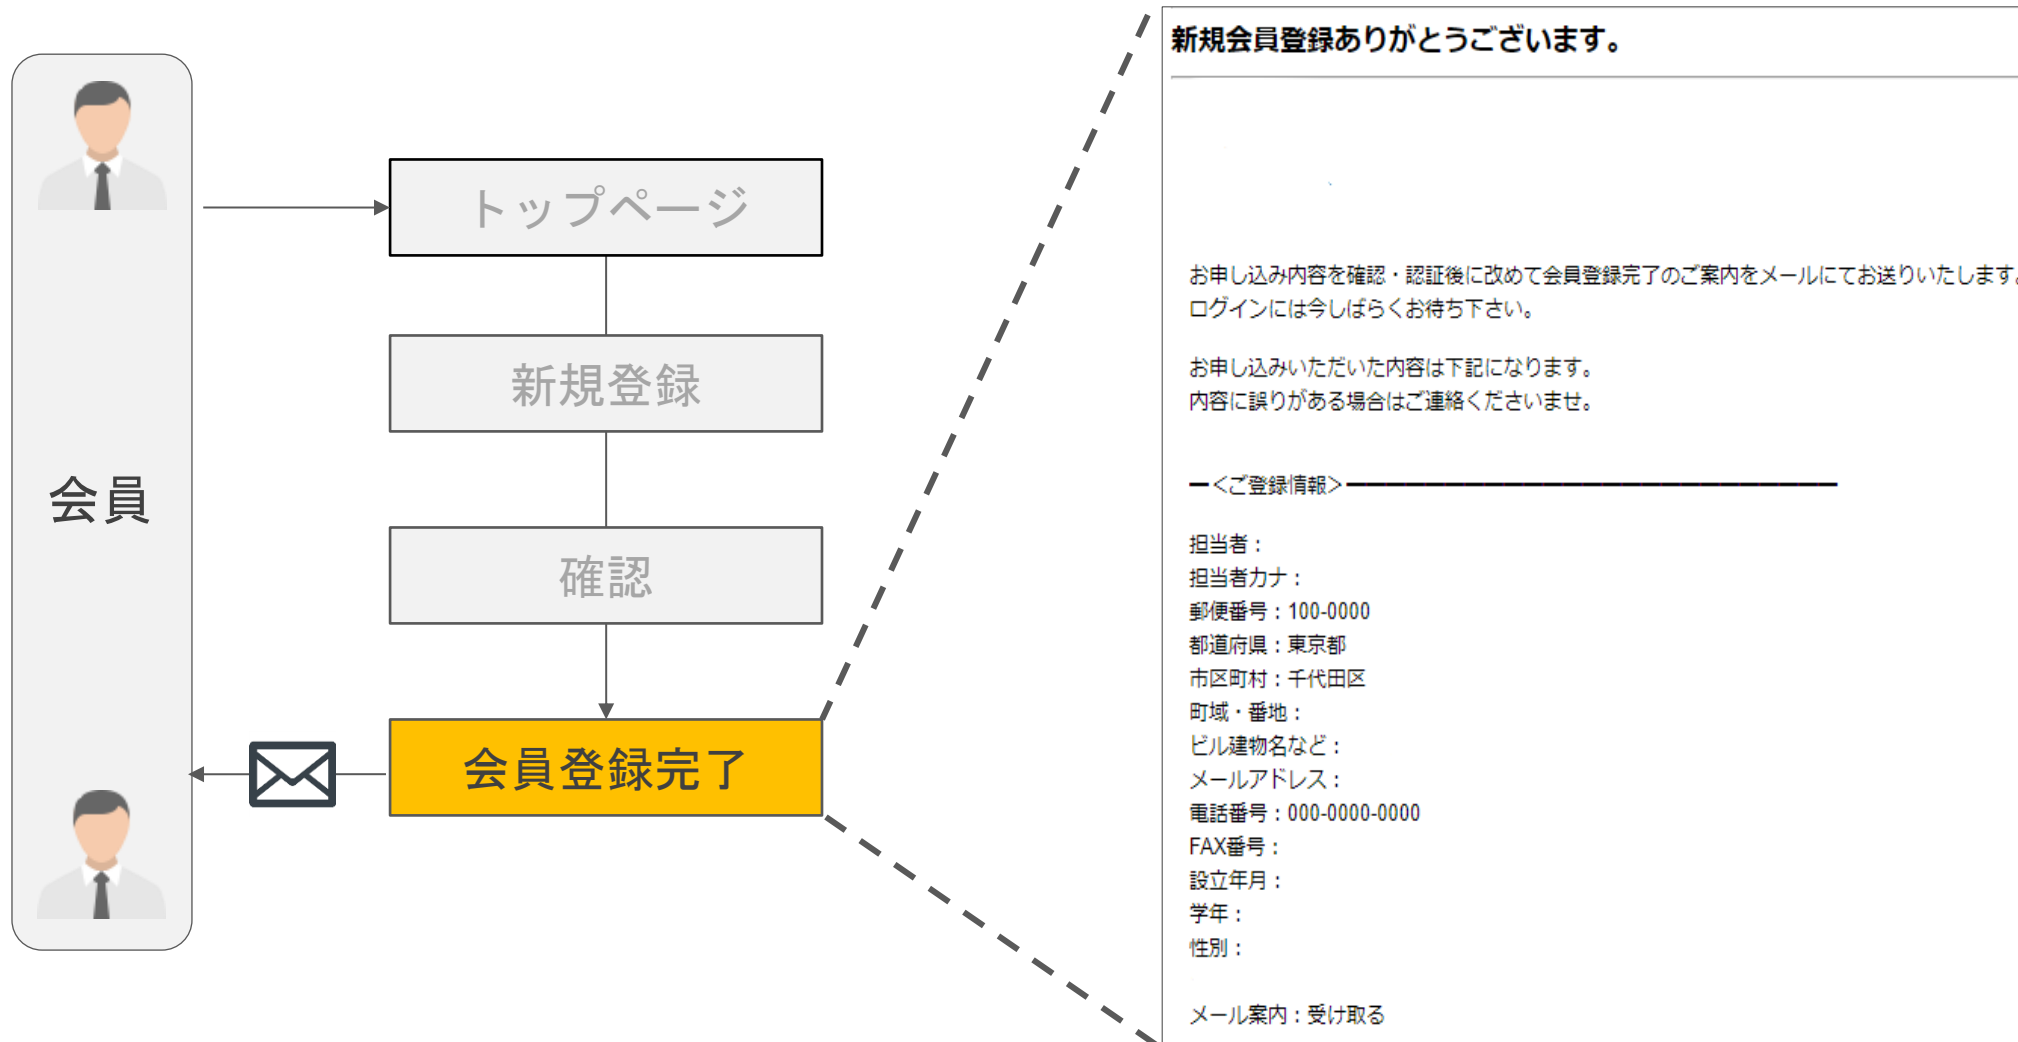 会員
トップページ
新規登録
確認
会員登録完了
新規会員登録ありがとうございます。
お申し込み内容を確認・認証後に改めて会員登録完了のご案内をメールにてお送りいたします。
ログインには今しばらくお待ち下さい。
お申し込みいただいた内容は下記になります。
内容に誤りがある場合はご連絡くださいませ。
ー<ご登録情報>ーーーーーーーーーーーーーーーーーーーーーーーーー
担当者：
担当者カナ：
郵便番号：100-0000
都道府県：東京都
市区町村：千代田区
町域・番地：
ビル建物名など：
メールアドレス：
電話番号：000-0000-0000
FAX番号：
設立年月：
学年：
性別：
メール案内：受け取る